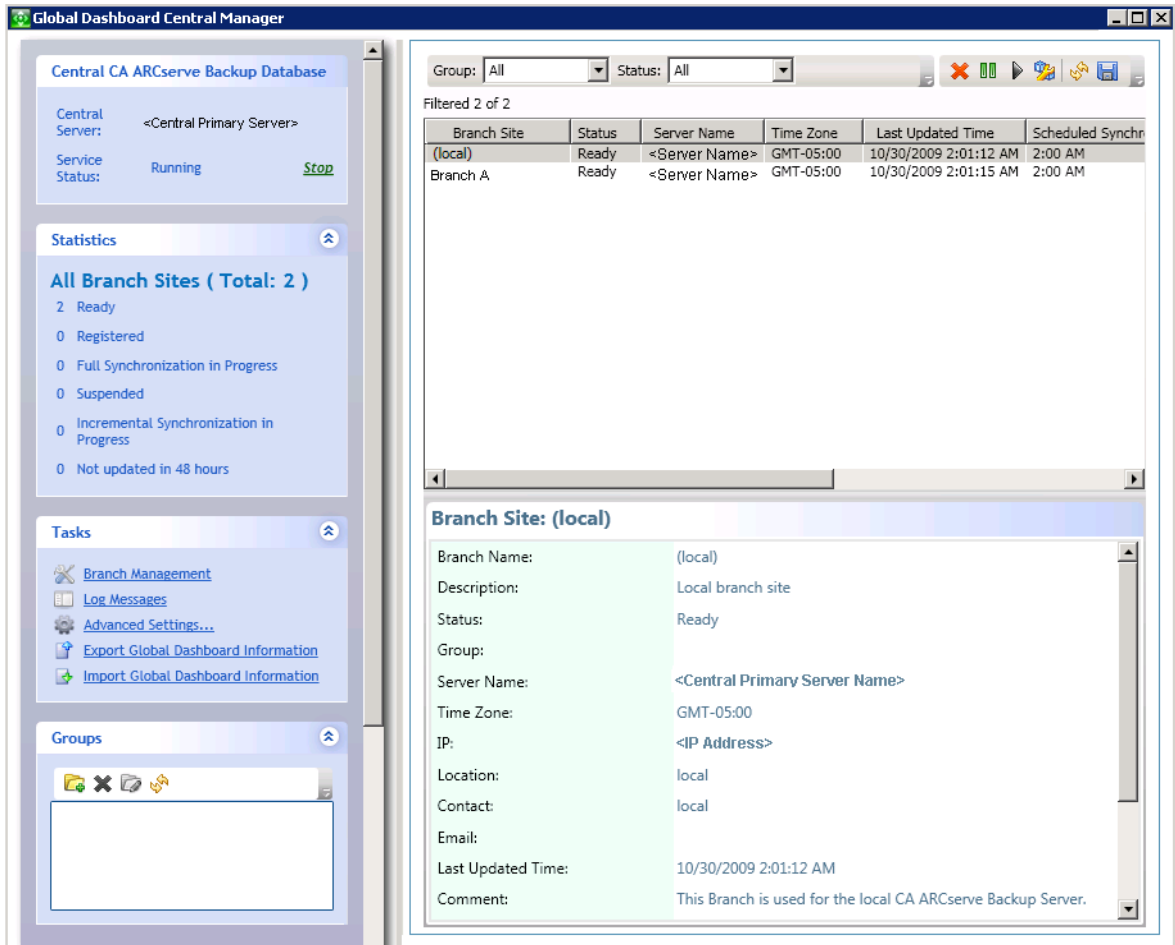 Global Dashboard Central Manager
Central CA ARCserve Backup Database
Central Server: <Central Primary Server>
Service Status: Running Stop
Statistics
All Branch Sites ( Total: 2 )
2 Ready
0 Registered
0 Full Synchronization in Progress
0 Suspended
0 Incremental Synchronization in Progress
0 Not updated in 48 hours
Tasks
Branch Management
Log Messages
Advanced Settings...
Export Global Dashboard Information
Import Global Dashboard Information
Groups
Group: All Status: All
Filtered 2 of 2
Branch Site Status Server Name Time Zone Last Updated Time Scheduled Synchr
(local) Ready <Server Name> GMT-05:00 10/30/2009 2:01:12 AM 2:00 AM
Branch A Ready <Server Name> GMT-05:00 10/30/2009 2:01:15 AM 2:00 AM
Branch Site: (local)
Branch Name: (local)
Description: Local branch site
Status: Ready
Group:
Server Name: <Central Primary Server Name>
Time Zone: GMT-05:00
IP: <IP Address>
Location: local
Contact: local
Email:
Last Updated Time: 10/30/2009 2:01:12 AM
Comment: This Branch is used for the local CA ARCserve Backup Server.